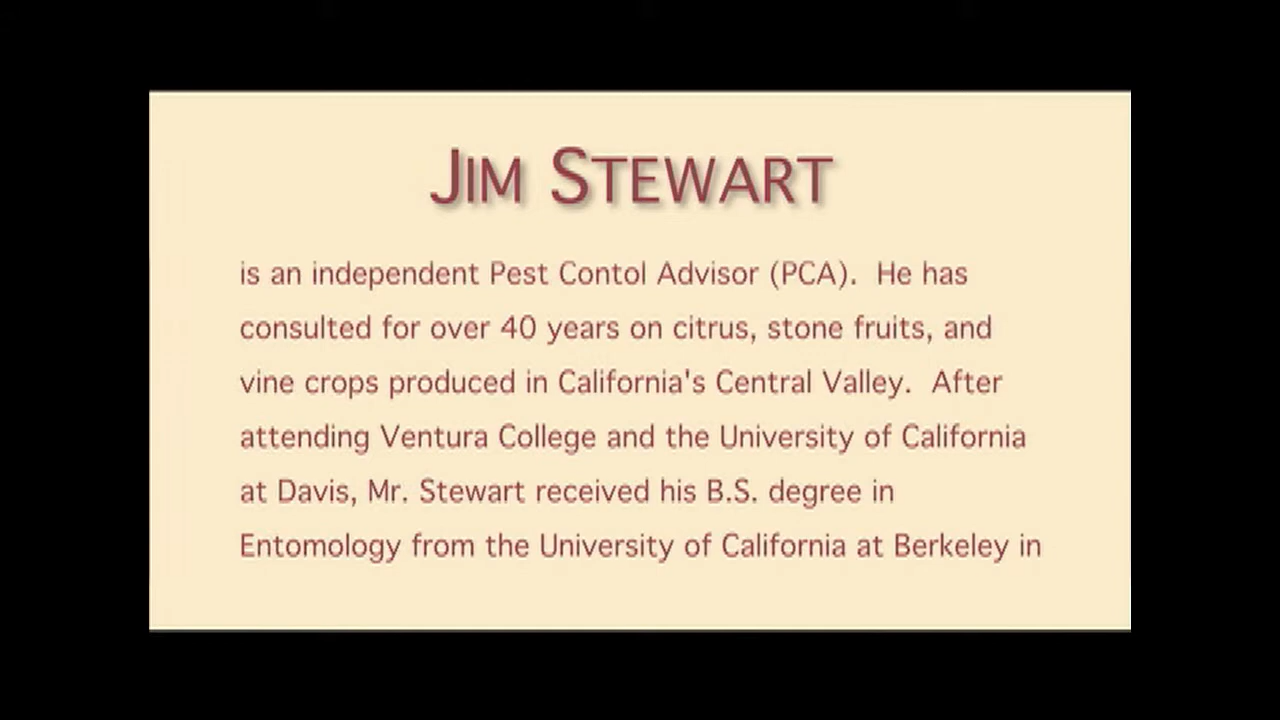 JIM STEWART
is an independent Pest Contol Advisor (PCA).  He has
consulted for over 40 years on citrus, stone fruits, and
vine crops produced in California's Central Valley.  After
attending Ventura College and the University of California
at Davis, Mr. Stewart received his B.S. degree in
Entomology from the University of California at Berkeley in